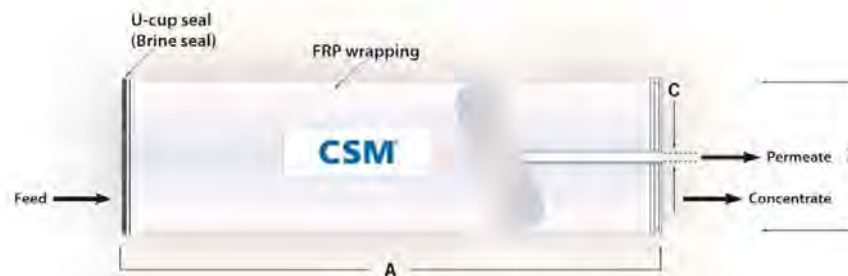 U-cup seal
(Brine seal)
FRP wrapping
C
CSM
Permeate
Feed
Concentrate
A